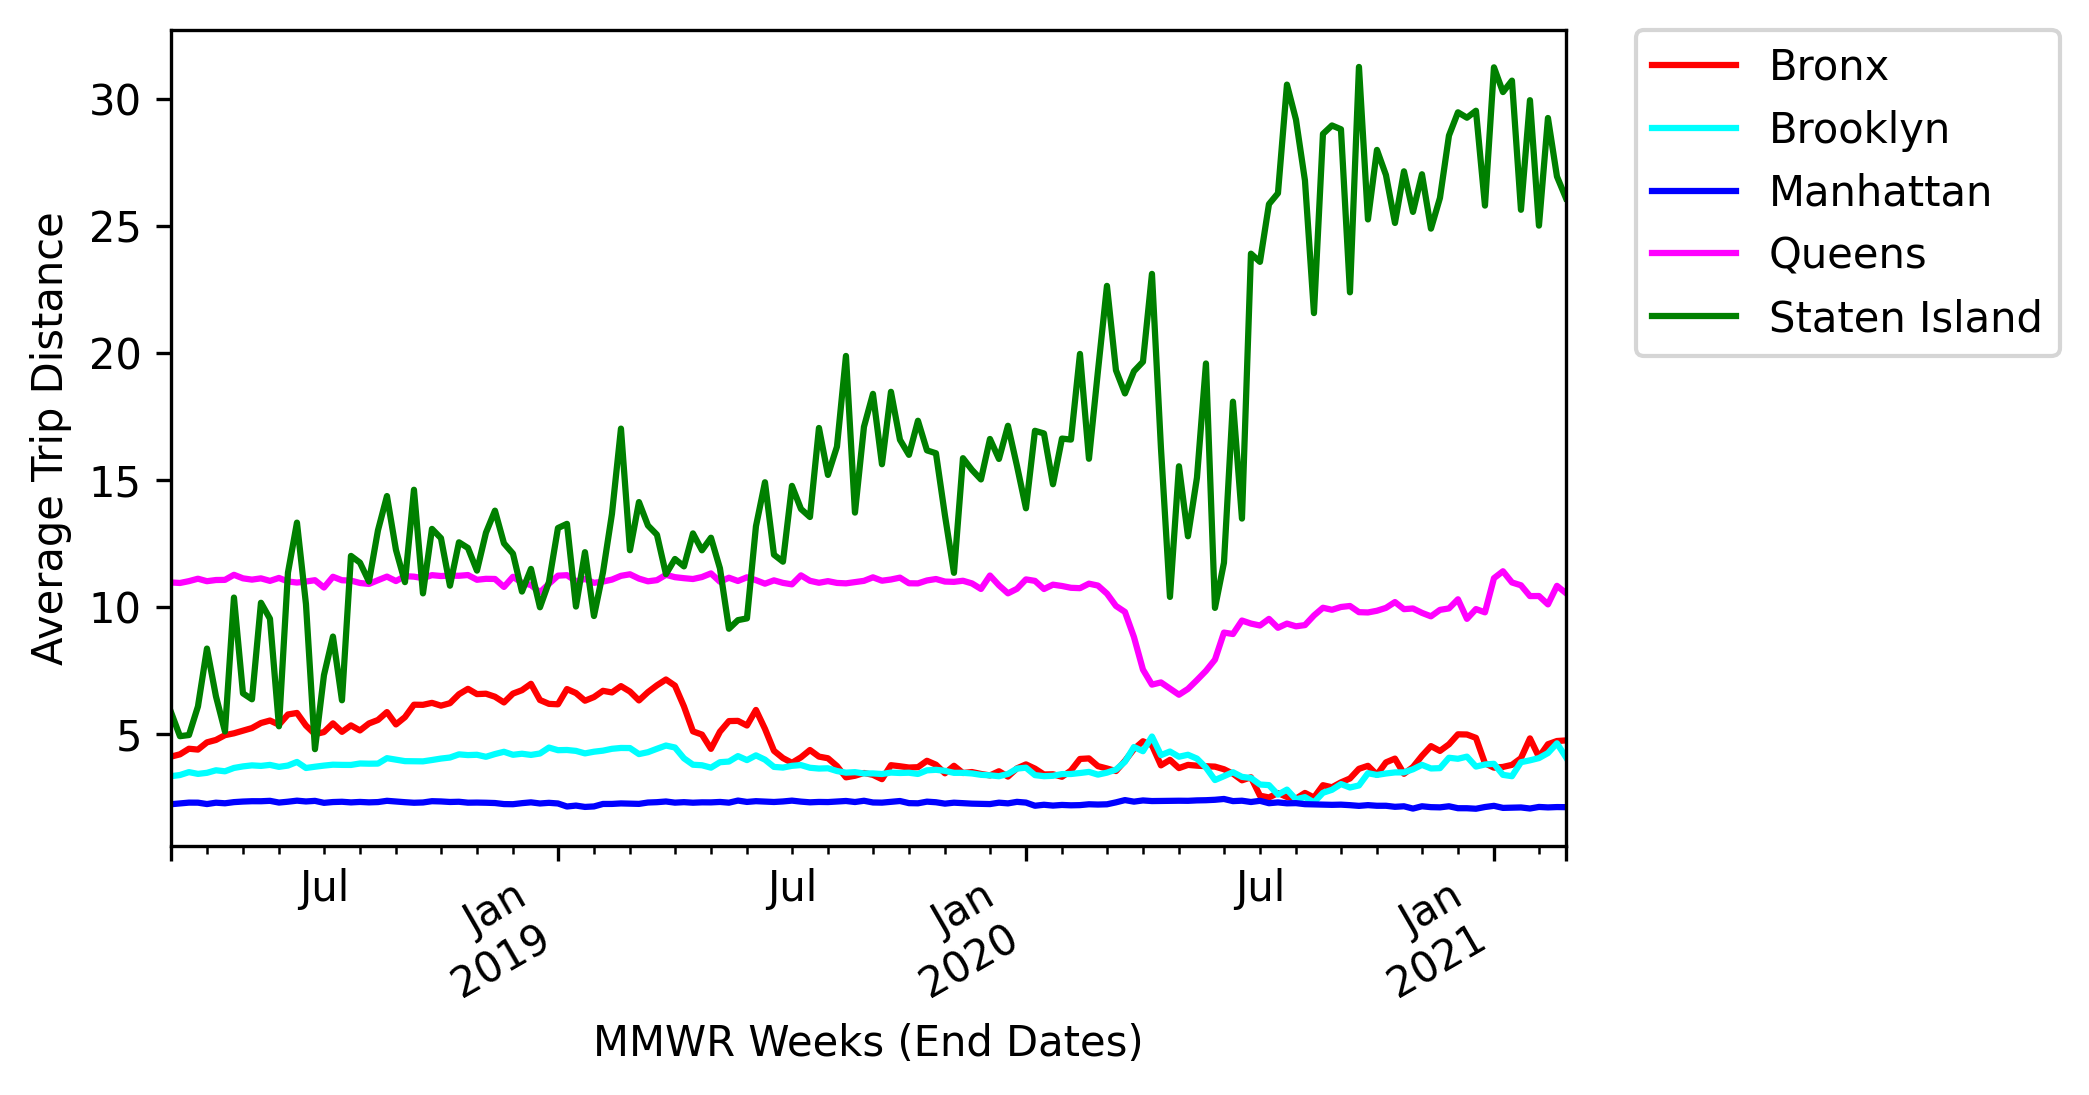 Average Trip Distance
30
25
20
15
10
5
Jul
Jan
2019
Jul
Jan
2020
Jul
Jan
2021
MMWR Weeks (End Dates)
Bronx
Brooklyn
Manhattan
Queens
Staten Island